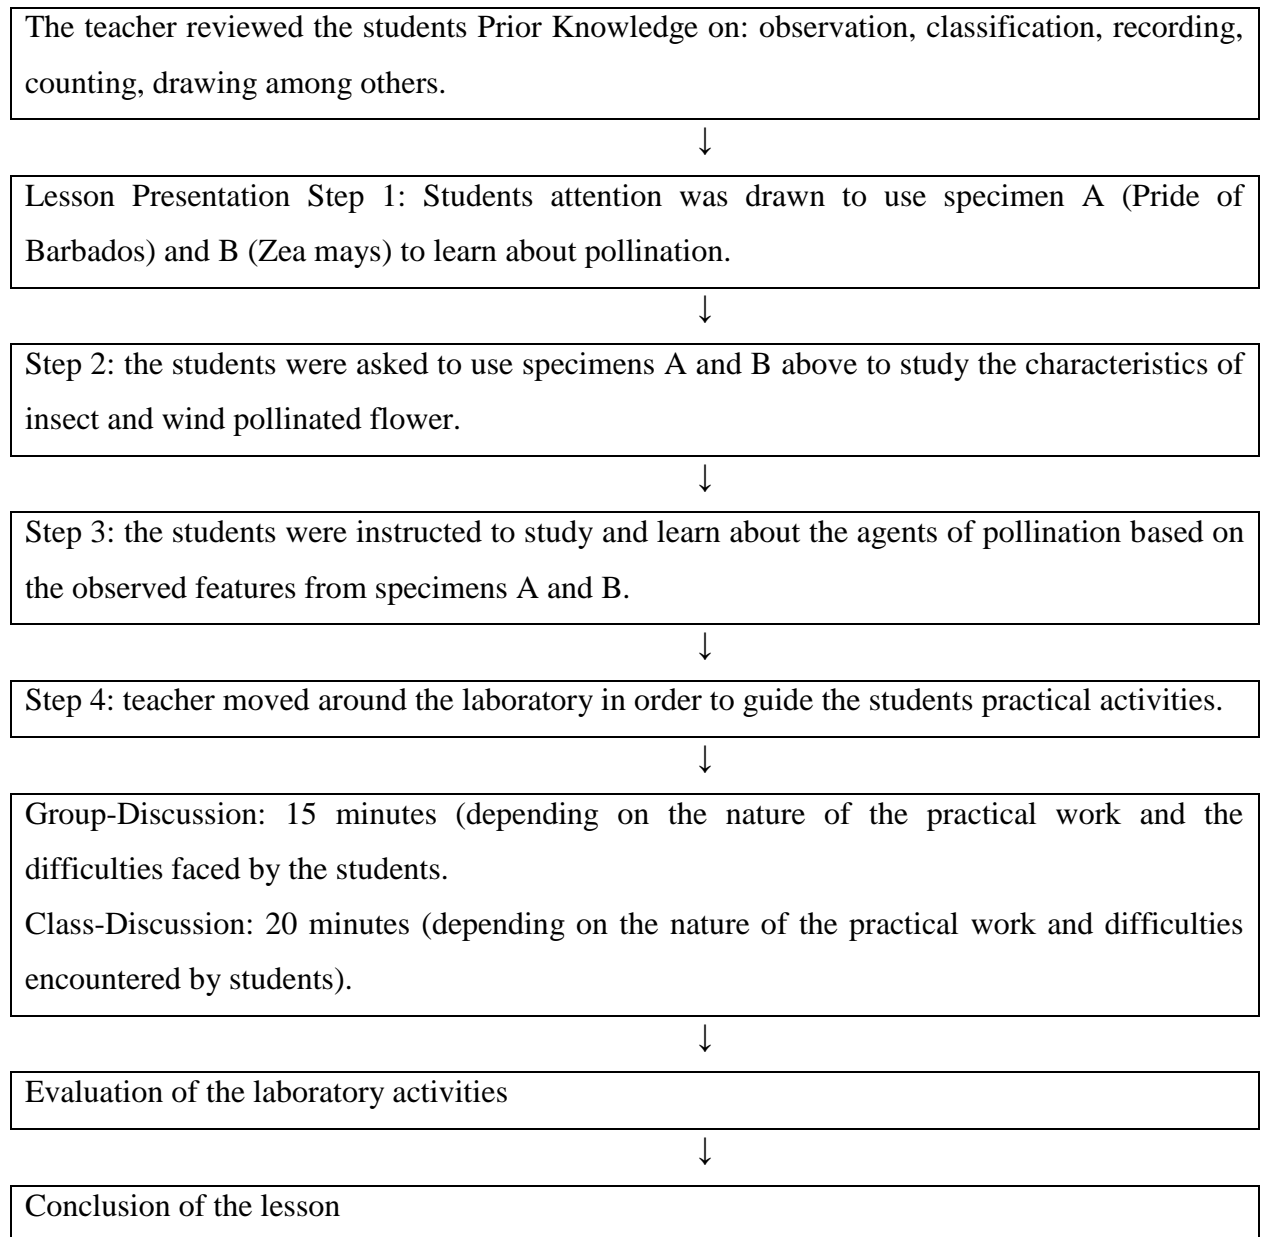 The teacher reviewed the students Prior Knowledge on: observation, classification, recording,
counting, drawing among others.
↓
Lesson Presentation Step 1: Students attention was drawn to use specimen A (Pride of
Barbados) and B (Zea mays) to learn about pollination.
↓
Step 2: the students were asked to use specimens A and B above to study the characteristics of
insect and wind pollinated flower.
↓
Step 3: the students were instructed to study and learn about the agents of pollination based on
the observed features from specimens A and B.
↓
Step 4: teacher moved around the laboratory in order to guide the students practical activities.
↓
Group-Discussion: 15 minutes (depending on the nature of the practical work and the
difficulties faced by the students.
Class-Discussion: 20 minutes (depending on the nature of the practical work and difficulties
encountered by students).
↓
Evaluation of the laboratory activities
↓
Conclusion of the lesson